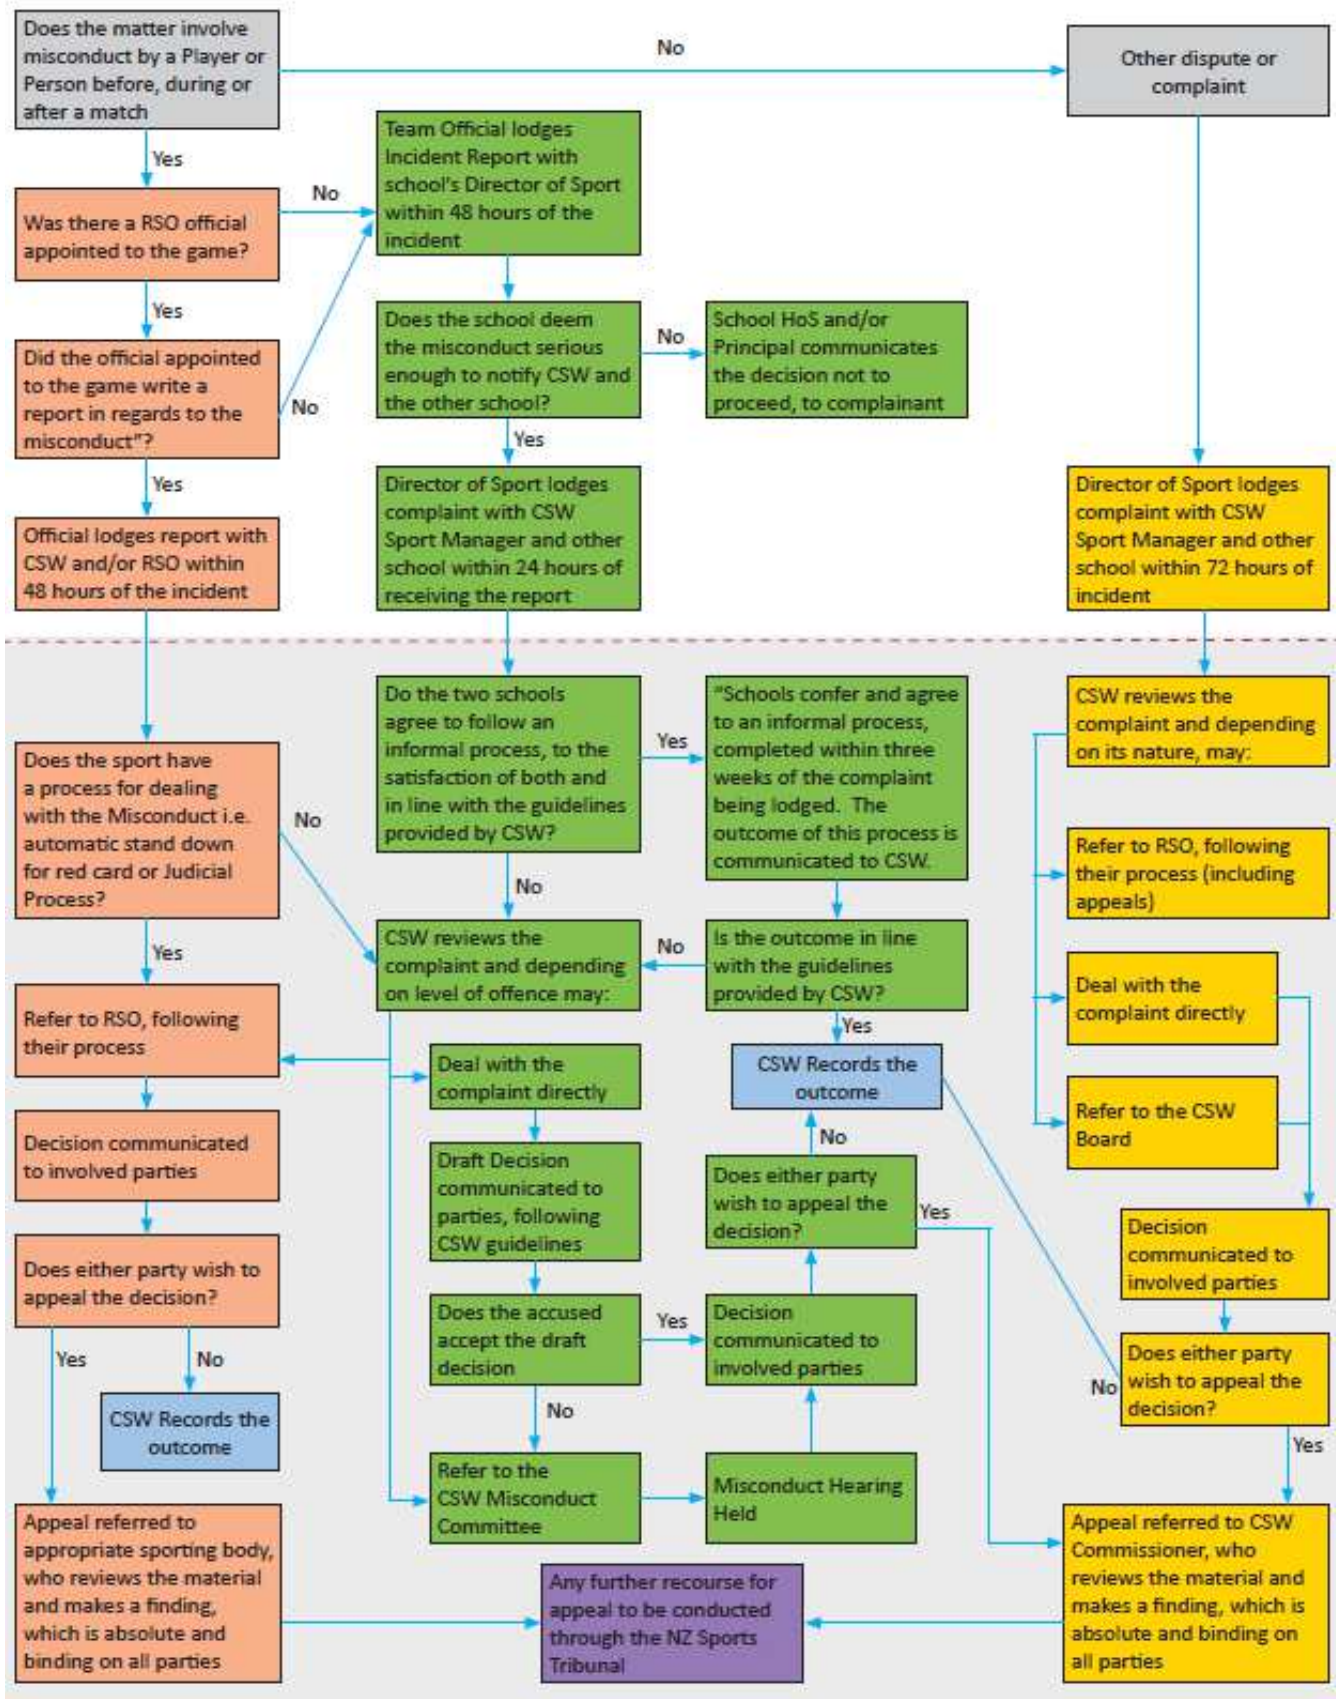 Does the matter involve
misconduct by a Player or
Person before, during or
after a match
No
Other dispute or
complaint
Yes
Team Official lodges
Incident Report with
school's Director of Sport
within 48 hours of the
incident
Was there a RSO official
appointed to the game?
No
Yes
Did the official appointed
to the game write a
report in regards to the
misconduct"?
No
Does the school deem
the misconduct serious
enough to notify CSW and
the other school?
No
School HoS and/or
Principal communicates
the decision not to
proceed, to complainant
Yes
Yes
Official lodges report with
CSW and/or RSO within
48 hours of the incident
Director of Sport lodges
complaint with CSW
Sport Manager and other
school within 24 hours of
receiving the report
Director of Sport lodges
complaint with CSW
Sport Manager and other
school within 72 hours of
incident
Does the sport have
a process for dealing
with the Misconduct i.e.
automatic stand down
for red card or Judicial
Process?
No
Yes
Do the two schools
agree to follow an
informal process, to the
satisfaction of both and
in line with the guidelines
provided by CSW?
Yes
No
"Schools confer and agree
to an informal process,
completed within three
weeks of the complaint
being lodged. The
outcome of this process is
communicated to CSW.
CSW reviews the
complaint and depending
on its nature, may:
Refer to RSO, following
their process (including
appeals)
Deal with the
complaint directly
Refer to the CSW
Board
CSW reviews the
complaint and depending
on level of offence may:
No
Is the outcome in line
with the guidelines
provided by CSW?
Yes
Refer to RSO, following
their process
Deal with the
complaint directly
CSW Records the
outcome
No
Decision communicated
to involved parties
Draft Decision
communicated to
parties, following
CSW guidelines
Does either party
wish to appeal the
decision?
Yes
Decision
communicated to
involved parties
Does either party wish to
appeal the decision?
Yes
No
Does the accused
accept the draft
decision
Yes
No
Decision
communicated to
involved parties
Does either party
wish to appeal the
decision?
No
Yes
CSW Records the
outcome
Refer to the
CSW Misconduct
Committee
Misconduct Hearing
Held
Appeal referred to
appropriate sporting body,
who reviews the material
and makes a finding,
which is absolute and
binding on all parties
Any further recourse for
appeal to be conducted
through the NZ Sports
Tribunal
Appeal referred to CSW
Commissioner, who
reviews the material and
makes a finding, which is
absolute and binding on
all parties